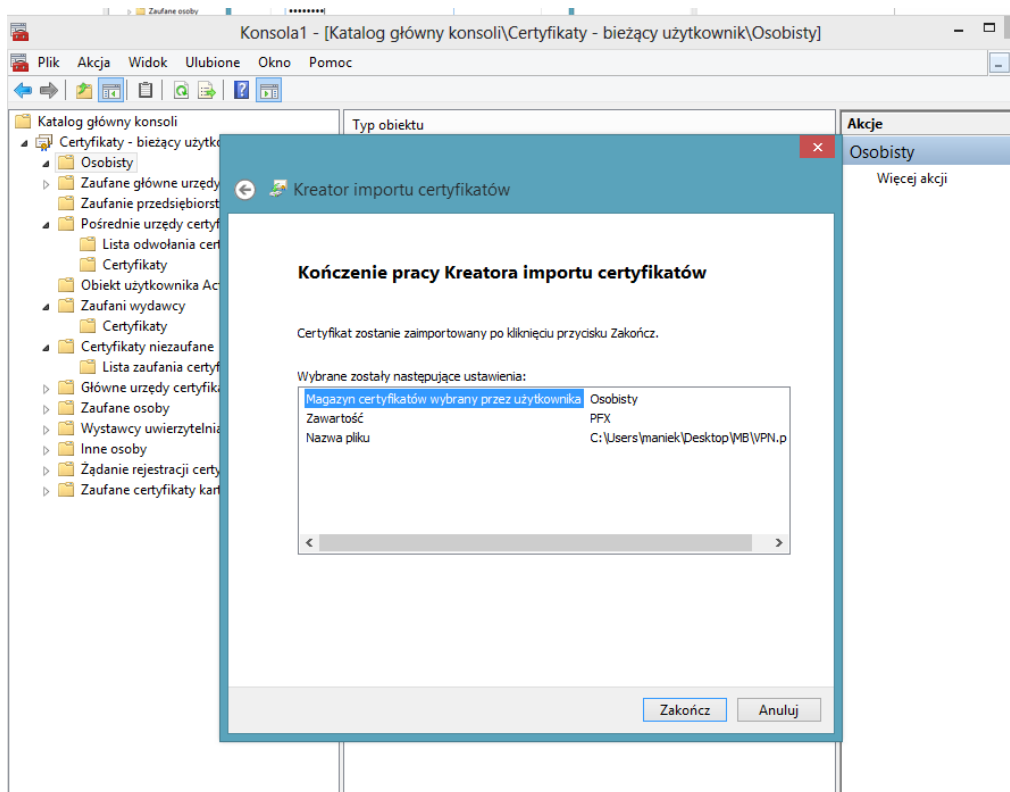 Zaufane osoby
••••••••
Konsola1 - [Katalog główny konsoli\Certyfikaty - bieżący użytkownik\Osobisty]
Plik Akcja Widok Ulubione Okno Pomoc
Katalog główny konsoli
Certyfikaty - bieżący użytko
Osobisty
Zaufane główne urzędy
Zaufanie przedsiębiorst
Pośrednie urzędy certyf
Lista odwołania cert
Certyfikaty
Obiekt użytkownika Ac
Zaufani wydawcy
Certyfikaty
Certyfikaty niezaufane
Lista zaufania certyf
Główne urzędy certyfika
Zaufane osoby
Wystawcy uwierzytelnia
Inne osoby
Żądanie rejestracji certy
Zaufane certyfikaty kart
Typ obiektu
Kreator importu certyfikatów
Kończenie pracy Kreatora importu certyfikatów
Certyfikat zostanie zaimportowany po kliknięciu przycisku Zakończ.
Wybrane zostały następujące ustawienia:
Magazyn certyfikatów wybrany przez użytkownika Osobisty
Zawartość PFX
Nazwa pliku C:\Users\maniek\Desktop\MB\VPN.p
Zakończ Anuluj
Akcje
Osobisty
Więcej akcji